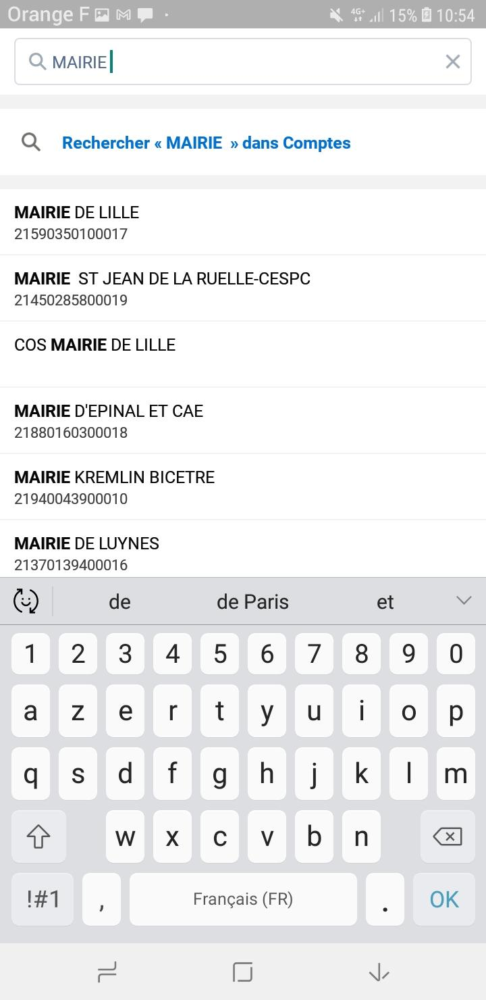 Orange F 4G+ 15% 10:54
MAIRIE
Rechercher « MAIRIE  » dans Comptes
MAIRIE DE LILLE
21590350100017
MAIRIE  ST JEAN DE LA RUELLE-CESPC
21450285800019
COS MAIRIE DE LILLE
MAIRIE D'EPINAL ET CAE
21880160300018
MAIRIE KREMLIN BICETRE
21940043900010
MAIRIE DE LUYNES
21370139400016
de de Paris et
1 2 3 4 5 6 7 8 9 0
a z e r t y u i o p
q s d f g h j k l m
w x c v b n
!#1 , Français (FR) . OK